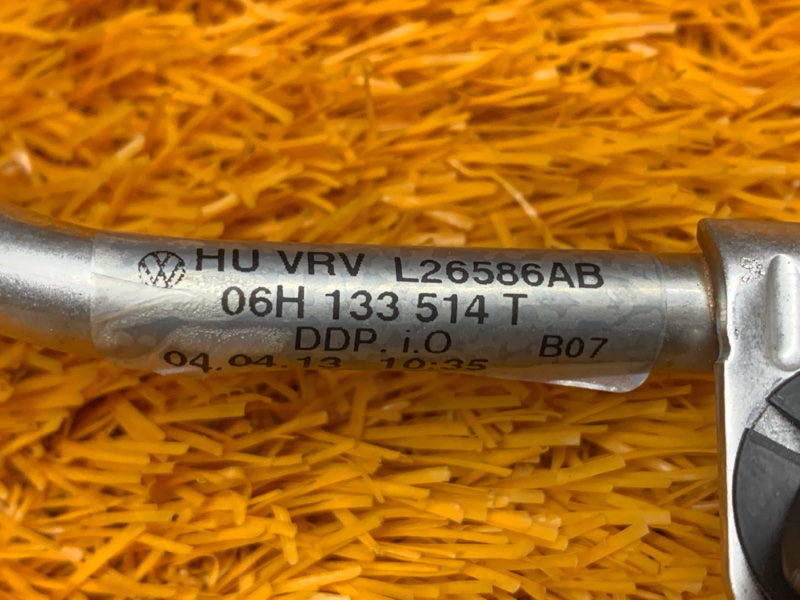 HU VRV L26586AB
06H 133 514 T
DDP. i.O B07
04.04.13 10:35